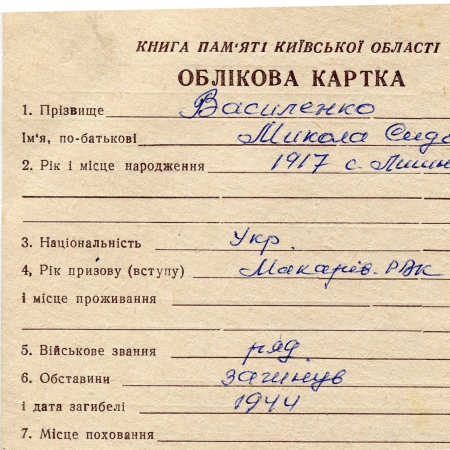 КНИГА ПАМ'ЯТІ КИЇВСЬКОЇ ОБЛАСТІ
ОБЛІКОВА КАРТКА
1. Прізвище Василенко
Ім'я, по-батькові Микола
2. Рік і місце народження 1917 с.
3. Національність Укр.
4. Рік призову (вступу) Макарів. РВК
і місце проживання
5. Військове звання ряд.
6. Обставини загинув
і дата загибелі 1944
7. Місце поховання